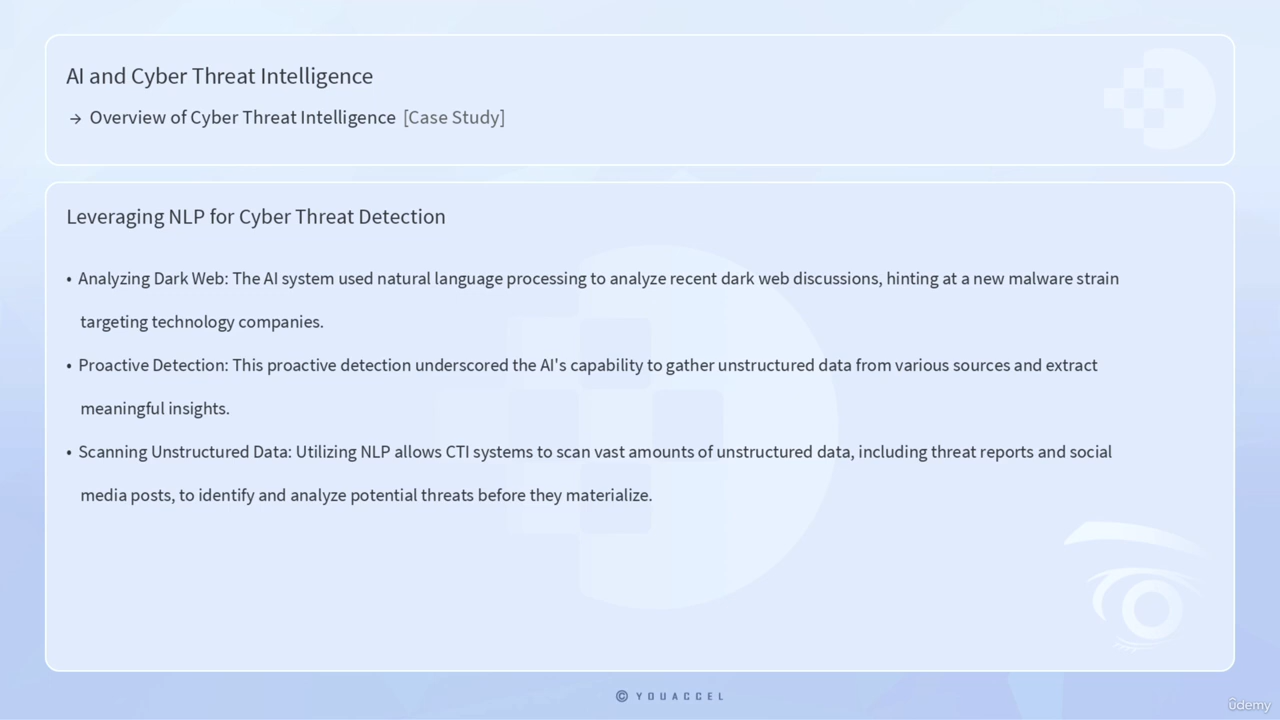 AI and Cyber Threat Intelligence
→ Overview of Cyber Threat Intelligence [Case Study]
Leveraging NLP for Cyber Threat Detection
• Analyzing Dark Web: The AI system used natural language processing to analyze recent dark web discussions, hinting at a new malware strain
targeting technology companies.
• Proactive Detection: This proactive detection underscored the AI's capability to gather unstructured data from various sources and extract
meaningful insights.
• Scanning Unstructured Data: Utilizing NLP allows CTI systems to scan vast amounts of unstructured data, including threat reports and social
media posts, to identify and analyze potential threats before they materialize.
© YOUACCEL
ûdemy